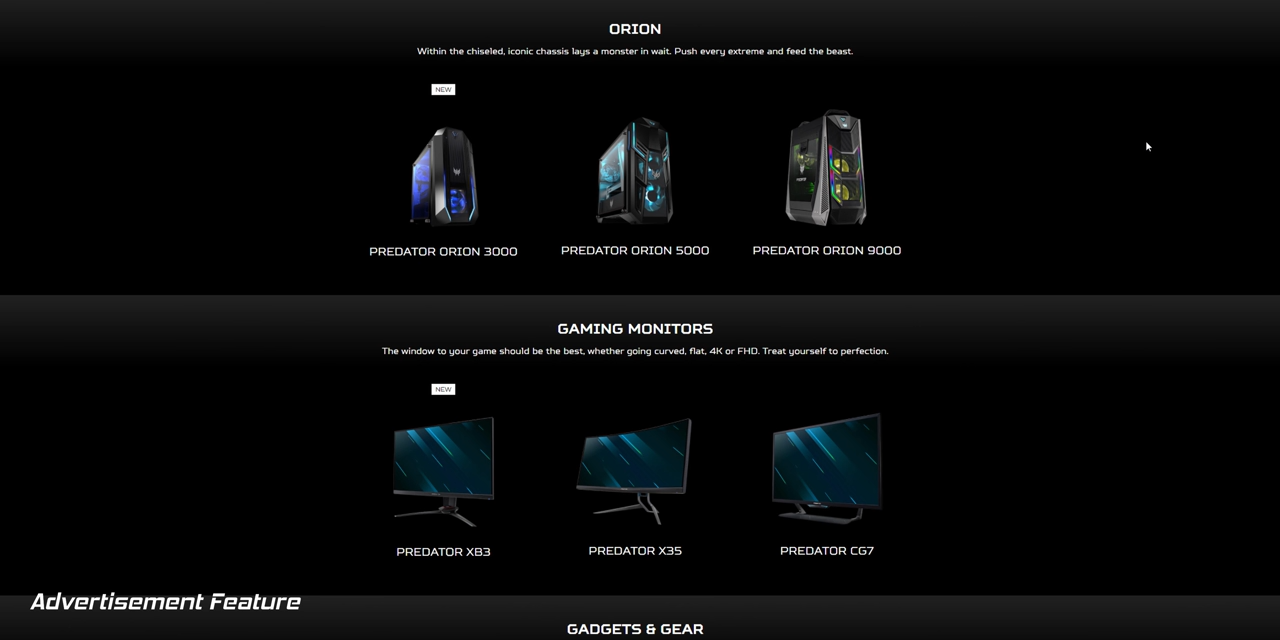 ORION
Within the chiseled, iconic chassis lays a monster in wait. Push every extreme and feed the beast.
NEW
PREDATOR ORION 3000
PREDATOR ORION 5000
PREDATOR ORION 9000
GAMING MONITORS
The window to your game should be the best, whether going curved, flat, 4K or FHD. Treat yourself to perfection.
NEW
PREDATOR XB3
PREDATOR X35
PREDATOR CG7
Advertisement Feature
GADGETS & GEAR